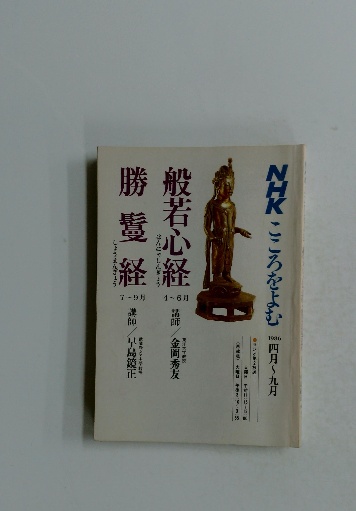 NHK こころをよむ
1986 四月〜九月
般若心経
はんにゃしんぎょう
4〜6月
講師/金岡秀友
勝鬘経
しょうまんぎょう
7〜9月
講師/早島鏡正